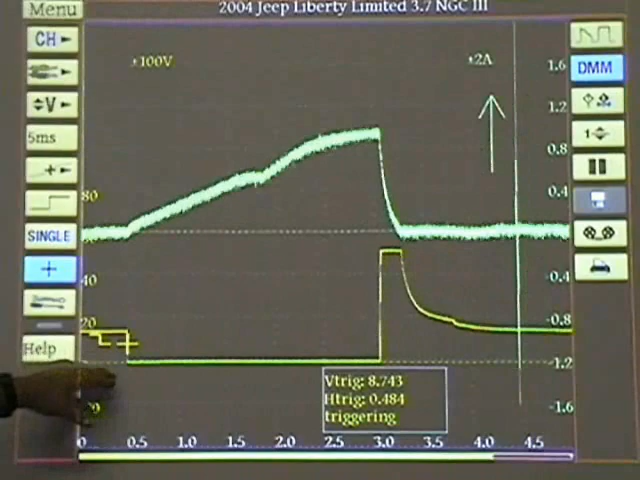 2004 Jeep Liberty Limited 3.7 NGC III
Menu
CH
±100V
±2A
1.6
DMM
V
1.2
5ms
1
0.8
80
0.4
SINGLE
40
-0.4
20
-0.8
Help
-1.2
Vtrig: 8.743
Htrig: 0.484
triggering
-1.6
0 0.5 1.0 1.5 2.0 2.5 3.0 3.5 4.0 4.5